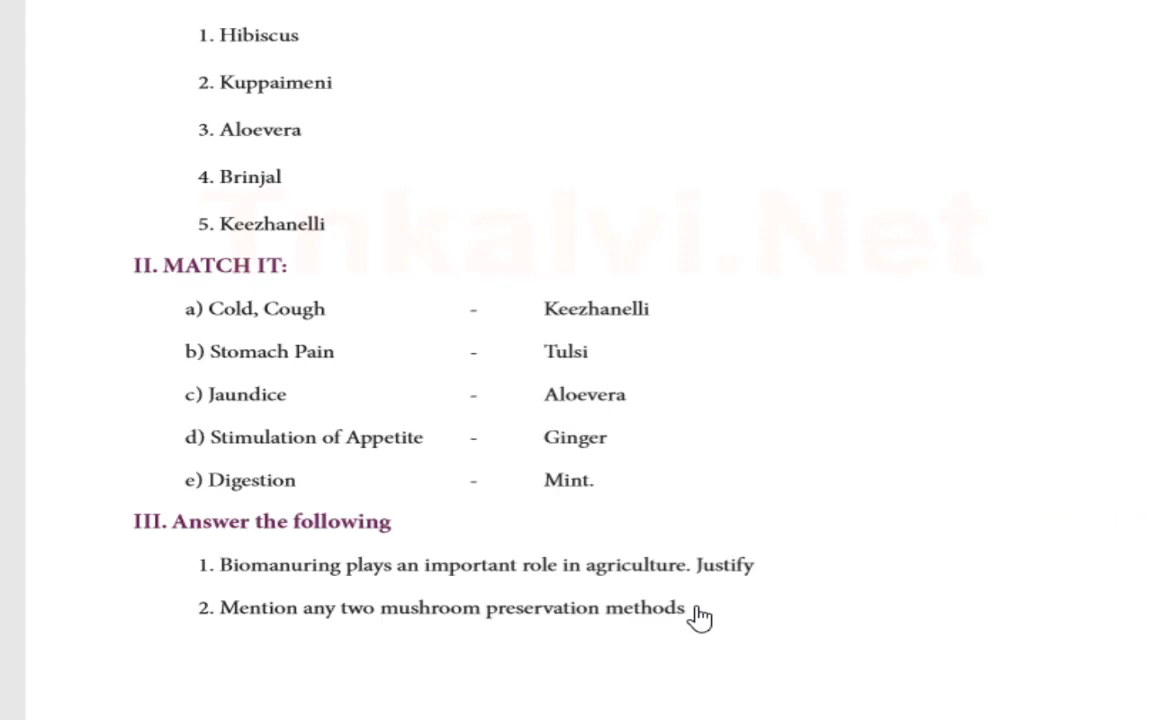 1. Hibiscus
2. Kuppaimeni
3. Aloevera
4. Brinjal
Tnkalvi.Net
5. Keezhanelli
II. MATCH IT:
a) Cold, Cough - Keezhanelli
b) Stomach Pain - Tulsi
c) Jaundice - Aloevera
d) Stimulation of Appetite - Ginger
e) Digestion - Mint.
III. Answer the following
1. Biomanuring plays an important role in agriculture. Justify
2. Mention any two mushroom preservation methods